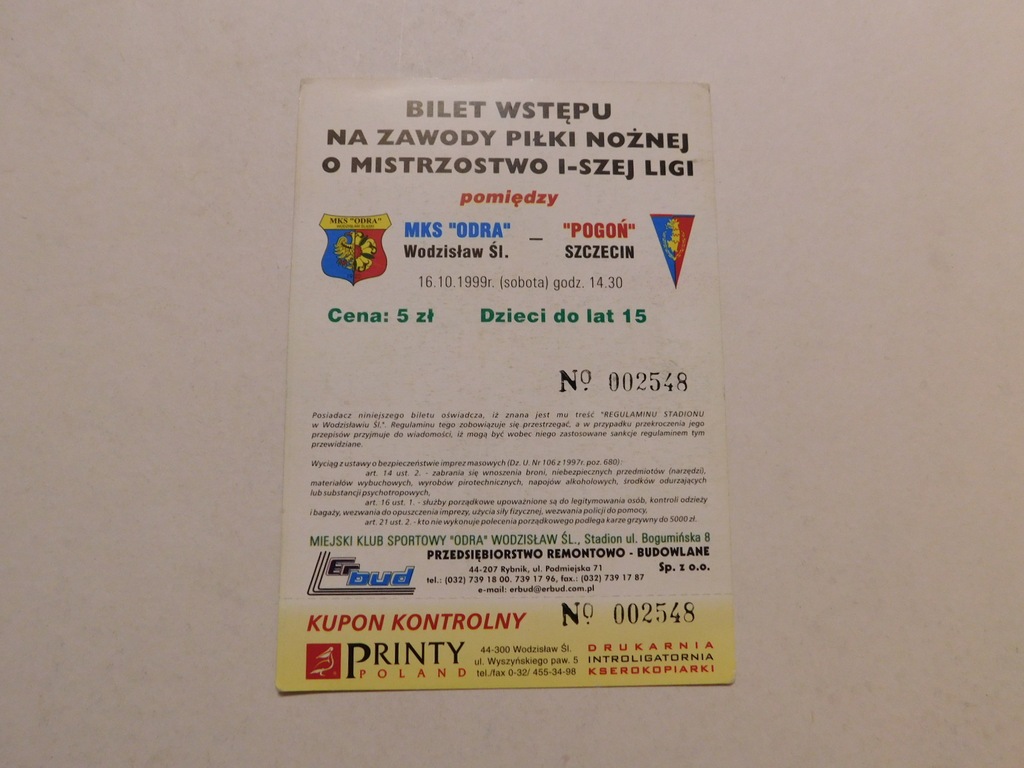 BILET WSTĘPU
NA ZAWODY PIŁKI NOŻNEJ
O MISTRZOSTWO I-SZEJ LIGI
pomiędzy
MKS "ODRA"
MKS "ODRA" – "POGOŃ"
Wodzisław Śl. SZCZECIN
16.10.1999r. (sobota) godz. 14.30
Cena: 5 zł Dzieci do lat 15
Nº 002548
Posiadacz niniejszego biletu oświadcza, iż znana jest mu treść "REGULAMINU STADIONU
w Wodzisławiu Śl.". Regulaminu tego zobowiązuje się przestrzegać, a w przypadku przekroczenia jego
przepisów przyjmuje do wiadomości, iż mogą być wobec niego zastosowane sankcje regulaminem tym
przewidziane.
Wyciąg z ustawy o bezpieczeństwie imprez masowych (Dz. U. Nr 106 z 1997r. poz. 680):
art. 14 ust. 2. - zabrania się wnoszenia broni, niebezpiecznych przedmiotów (narzędzi),
materiałów wybuchowych, wyrobów pirotechnicznych, napojów alkoholowych, środków odurzających
lub substancji psychotropowych,
art. 16 ust. 1. - służby porządkowe upoważnione są do legitymowania osób, kontroli odzieży
i bagaży, wezwania do opuszczenia imprezy, użycia siły fizycznej, wezwania policji do pomocy,
art. 21 ust. 2. - kto nie wykonuje polecenia porządkowego podlega karze grzywny do 5000 zł.
MIEJSKI KLUB SPORTOWY "ODRA" WODZISŁAW ŚL., Stadion ul. Bogumińska 8
Erbud
PRZEDSIĘBIORSTWO REMONTOWO - BUDOWLANE
44-207 Rybnik, ul. Podmiejska 71 Sp. z o.o.
tel.: (032) 739 18 00. 739 17 96, fax.: (032) 739 17 87
e-mail: erbud@erbud.com.pl
KUPON KONTROLNY Nº 002548
PRINTY
POLAND
44-300 Wodzisław Śl.
ul. Wyszyńskiego paw. 5
tel./fax 0-32/ 455-34-98
DRUKARNIA
INTROLIGATORNIA
KSEROKOPIARKI